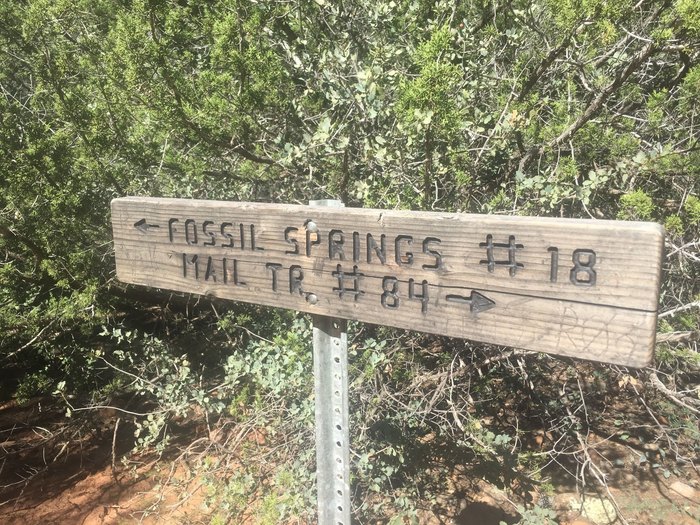 ← FOSSIL SPRINGS # 18
MAIL TR. # 84 →